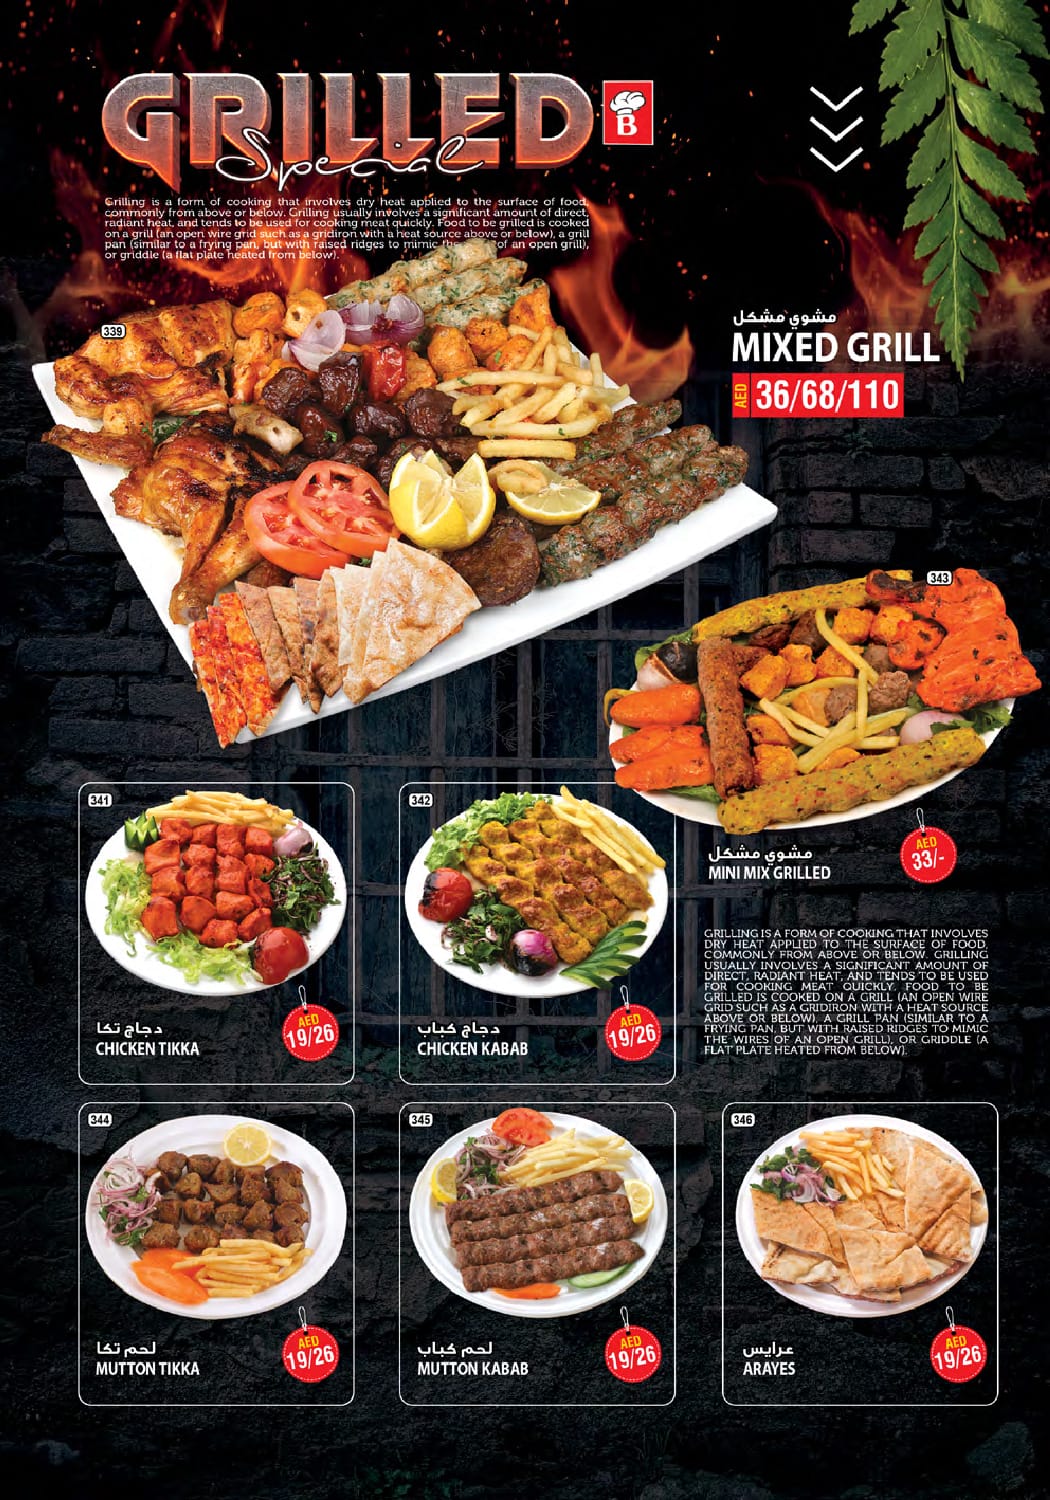 GRILLED
Special
B
Grilling is a form of cooking that involves dry heat applied to the surface of food,
commonly from above or below. Grilling usually involves a significant amount of direct,
radiant heat, and tends to be used for cooking meat quickly. Food to be grilled is cooked
on a grill (an open wire grid such as a gridiron with a heat source above or below), a grill
pan (similar to a frying pan, but with raised ridges to mimic the of an open grill),
or griddle (a flat plate heated from below).
339
مشوي مشكل
MIXED GRILL
AED 36/68/110
343
مشوي مشكل
MINI MIX GRILLED
AED
33/-
341
دجاج تكا
CHICKEN TIKKA
AED
19/26
342
دجاج كباب
CHICKEN KABAB
AED
19/26
GRILLING IS A FORM OF COOKING THAT INVOLVES
DRY HEAT APPLIED TO THE SURFACE OF FOOD,
COMMONLY FROM ABOVE OR BELOW. GRILLING
USUALLY INVOLVES A SIGNIFICANT AMOUNT OF
DIRECT, RADIANT HEAT, AND TENDS TO BE USED
FOR COOKING MEAT QUICKLY. FOOD TO BE
GRILLED IS COOKED ON A GRILL (AN OPEN WIRE
GRID SUCH AS A GRIDIRON WITH A HEAT SOURCE
ABOVE OR BELOW), A GRILL PAN (SIMILAR TO A
FRYING PAN, BUT WITH RAISED RIDGES TO MIMIC
THE WIRES OF AN OPEN GRILL), OR GRIDDLE (A
FLAT PLATE HEATED FROM BELOW).
344
لحم تكا
MUTTON TIKKA
AED
19/26
345
لحم كباب
MUTTON KABAB
AED
19/26
346
عرايس
ARAYES
AED
19/26